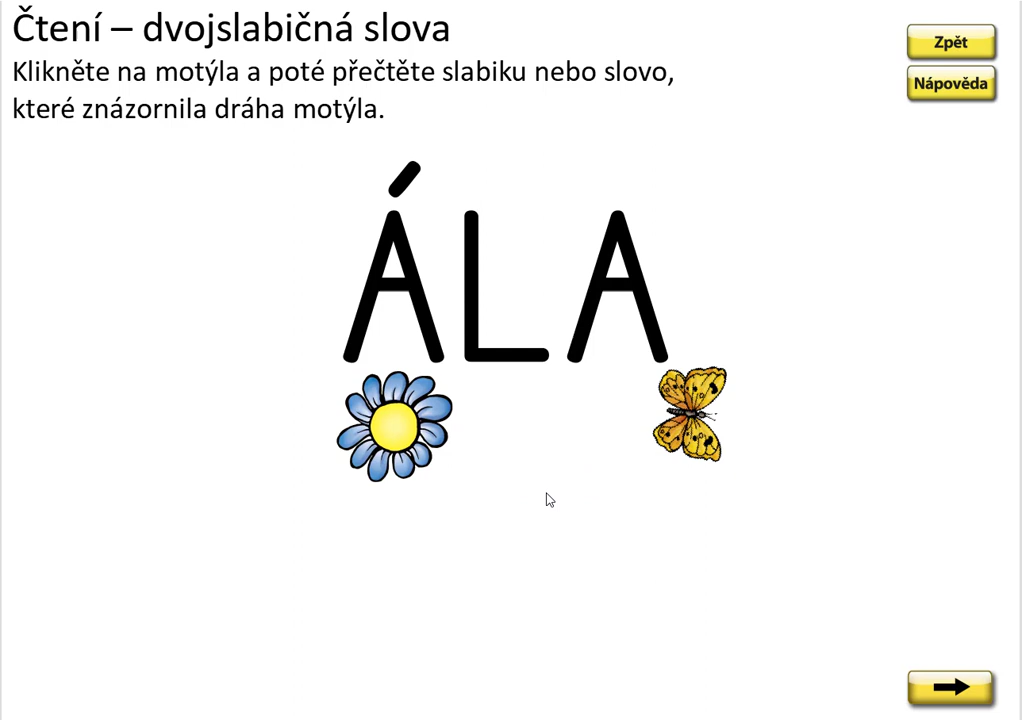 Čtení – dvojslabičná slova
Klikněte na motýla a poté přečtěte slabiku nebo slovo,
které znázornila dráha motýla.
Zpět
Nápověda
ÁLA